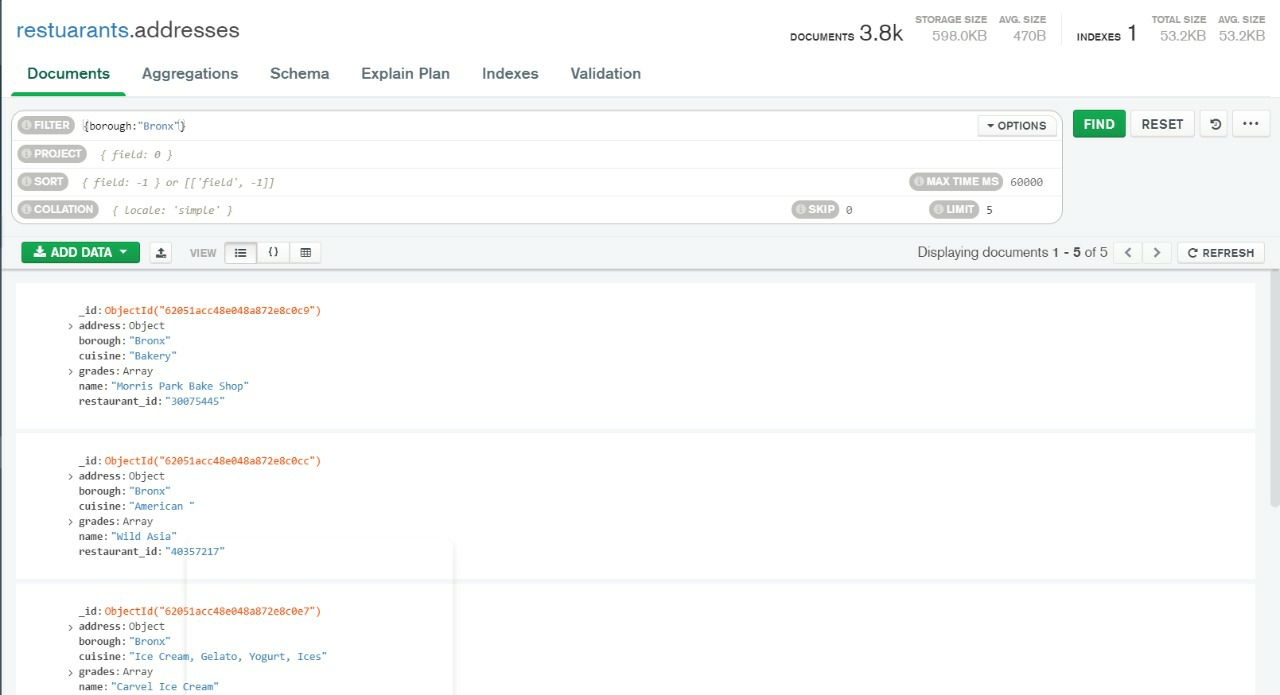 restuarants.addresses
DOCUMENTS 3.8k STORAGE SIZE 598.0KB AVG. SIZE 470B INDEXES 1 TOTAL SIZE 53.2KB AVG. SIZE 53.2KB
Documents Aggregations Schema Explain Plan Indexes Validation
FILTER {borough:"Bronx"} OPTIONS FIND RESET
PROJECT { field: 0 }
SORT { field: -1 } or [['field', -1]] MAX TIME MS 60000
COLLATION { locale: 'simple' } SKIP 0 LIMIT 5
ADD DATA VIEW {} Displaying documents 1 - 5 of 5 < > REFRESH
_id: ObjectId("62051acc48e048a872e8c0c9")
> address: Object
borough: "Bronx"
cuisine: "Bakery"
> grades: Array
name: "Morris Park Bake Shop"
restaurant_id: "30075445"
_id: ObjectId("62051acc48e048a872e8c0cc")
> address: Object
borough: "Bronx"
cuisine: "American "
> grades: Array
name: "Wild Asia"
restaurant_id: "40357217"
_id: ObjectId("62051acc48e048a872e8c0e7")
> address: Object
borough: "Bronx"
cuisine: "Ice Cream, Gelato, Yogurt, Ices"
> grades: Array
name: "Carvel Ice Cream"